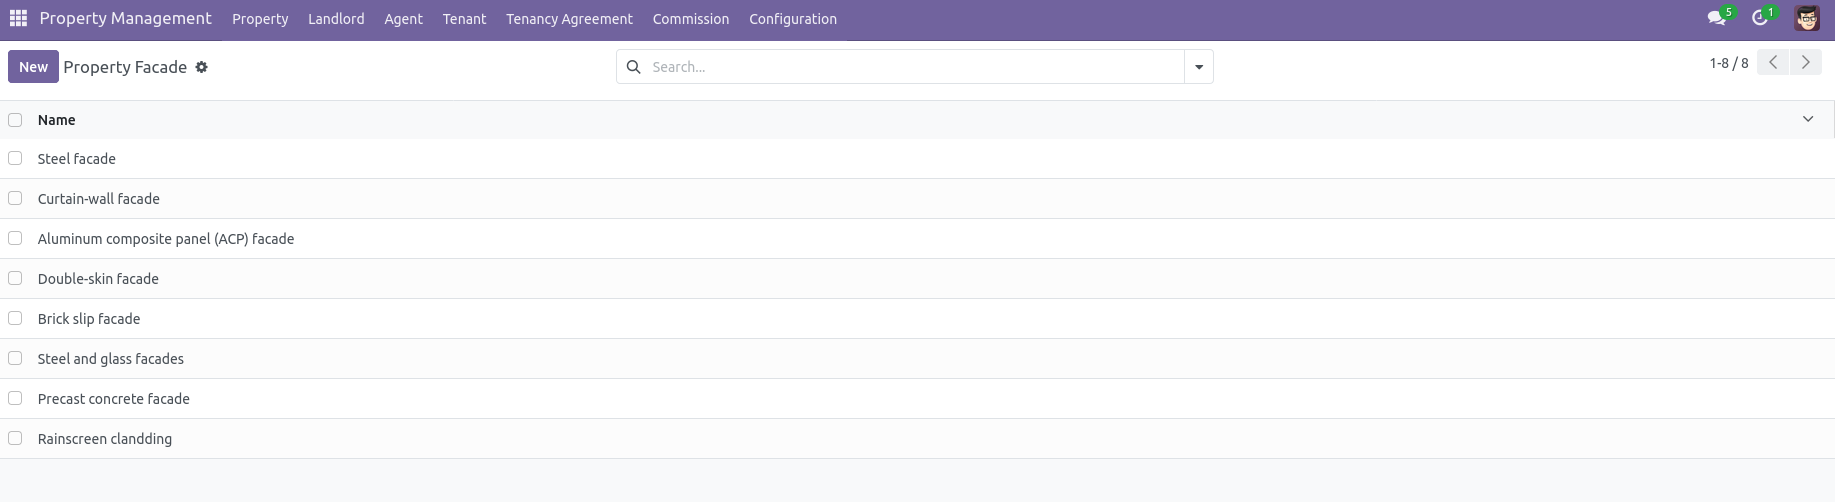 Property Management Property Landlord Agent Tenant Tenancy Agreement Commission Configuration 5 1
New Property Facade Search... 1-8 / 8
Name
Steel facade
Curtain-wall facade
Aluminum composite panel (ACP) facade
Double-skin facade
Brick slip facade
Steel and glass facades
Precast concrete facade
Rainscreen clandding